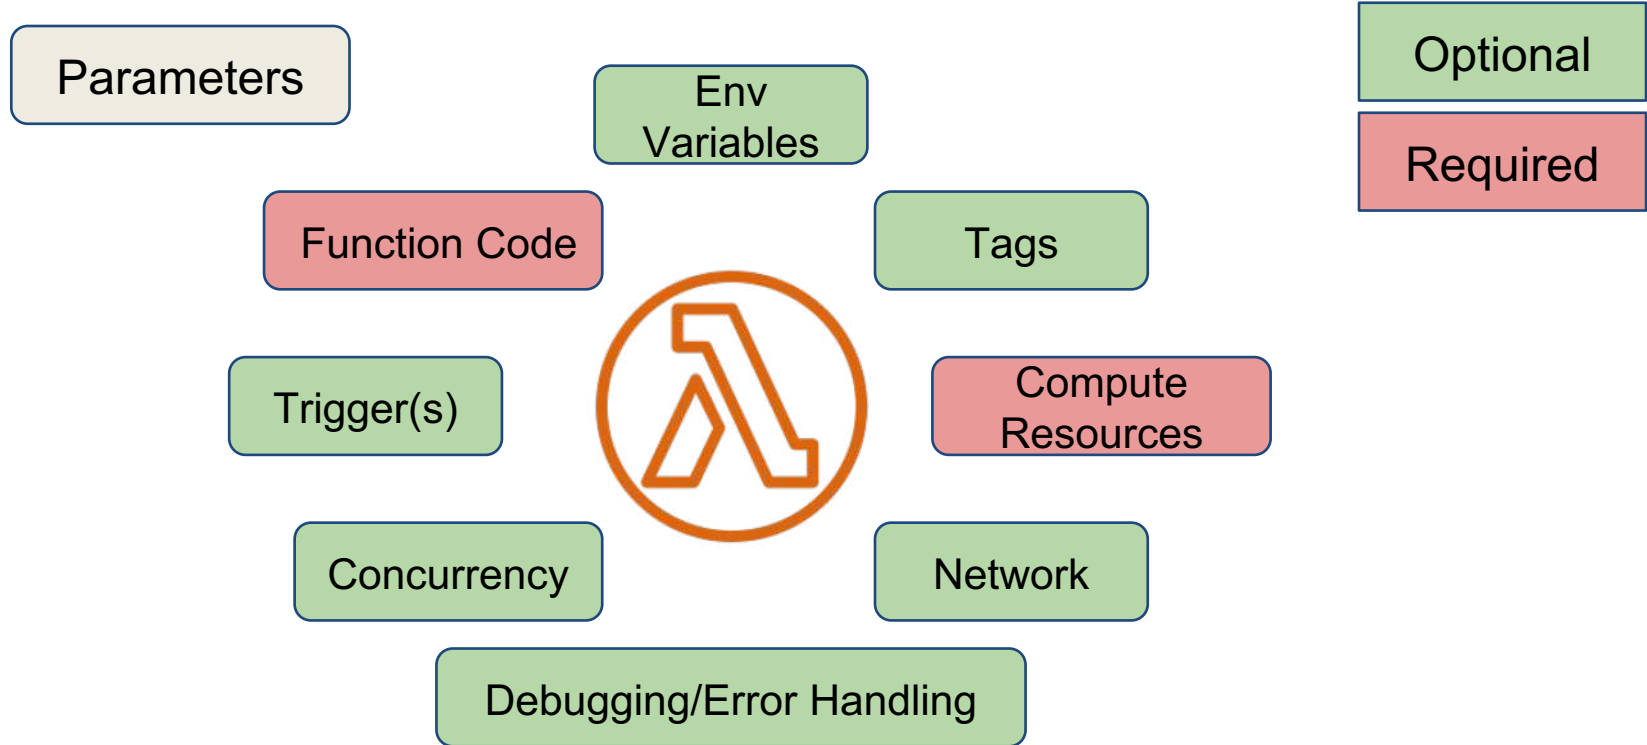 Parameters
Optional
Required
Env
Variables
Function Code
Tags
Trigger(s)
Compute
Resources
Concurrency
Network
Debugging/Error Handling